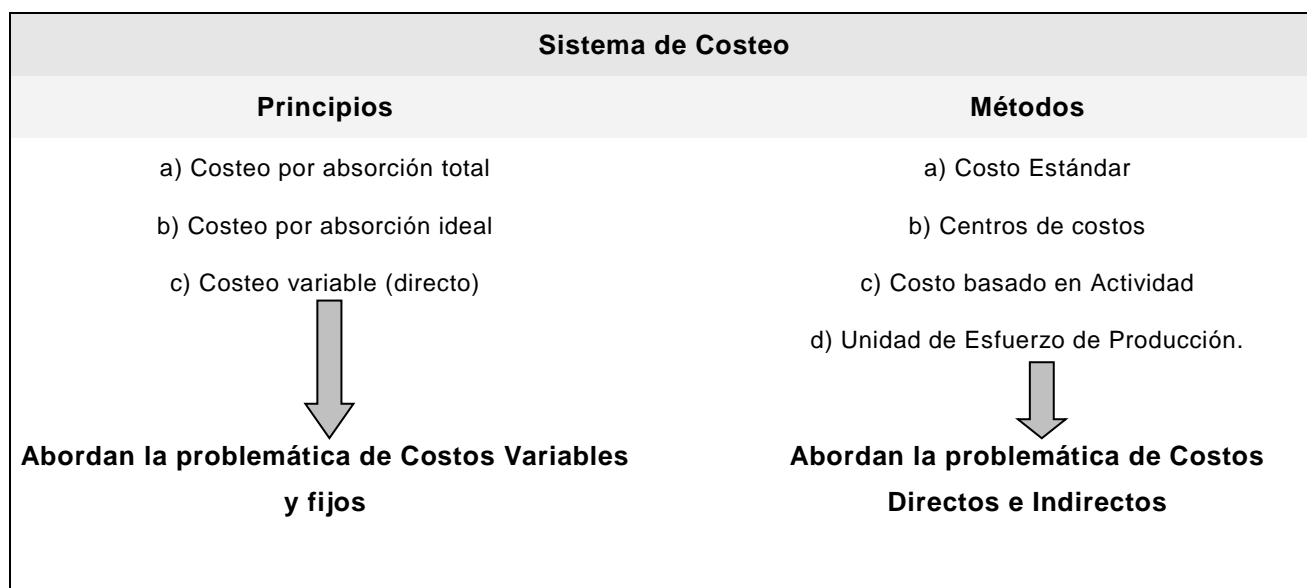 Sistema de Costeo
Principios
a) Costeo por absorción total
b) Costeo por absorción ideal
c) Costeo variable (directo)
Abordan la problemática de Costos Variables
y fijos
Métodos
a) Costo Estándar
b) Centros de costos
c) Costo basado en Actividad
d) Unidad de Esfuerzo de Producción.
Abordan la problemática de Costos
Directos e Indirectos